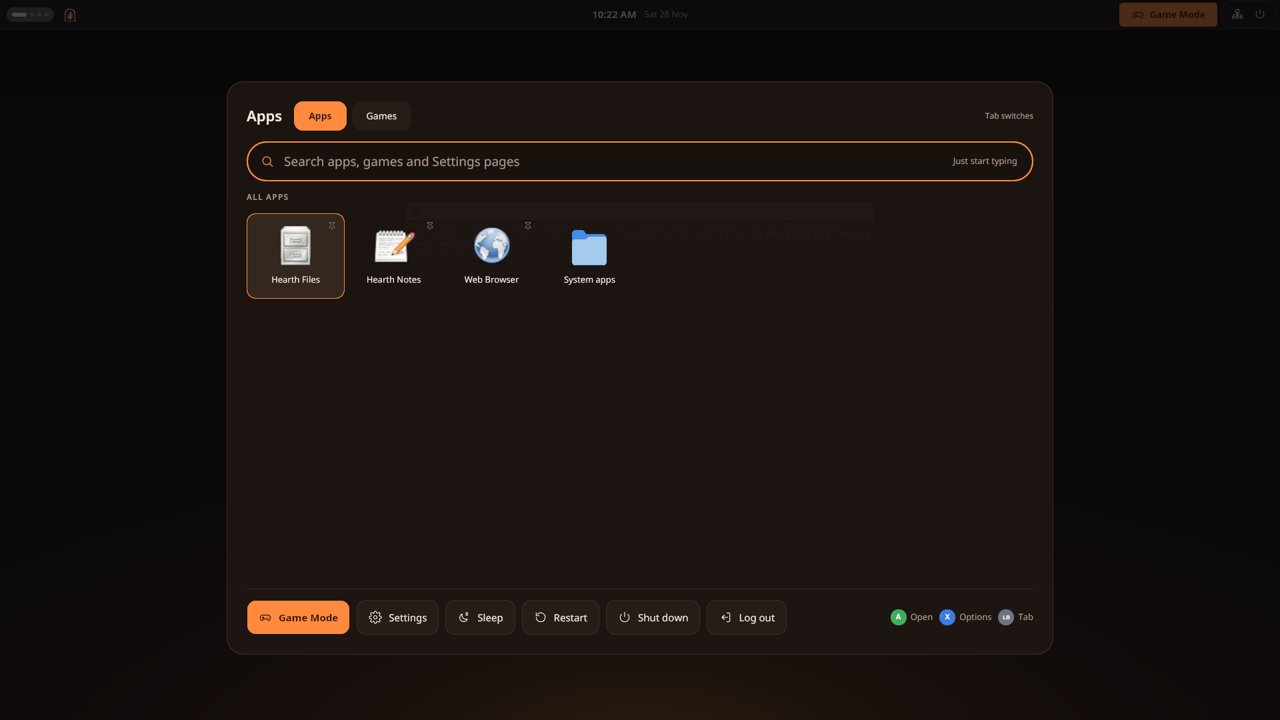 10:22 AM Sat 28 Nov
Game Mode
Apps
Apps
Games
Tab switches
Search apps, games and Settings pages
Just start typing
ALL APPS
Hearth Files
Hearth Notes
Web Browser
System apps
Game Mode
Settings
Sleep
Restart
Shut down
Log out
A Open
X Options
LB Tab